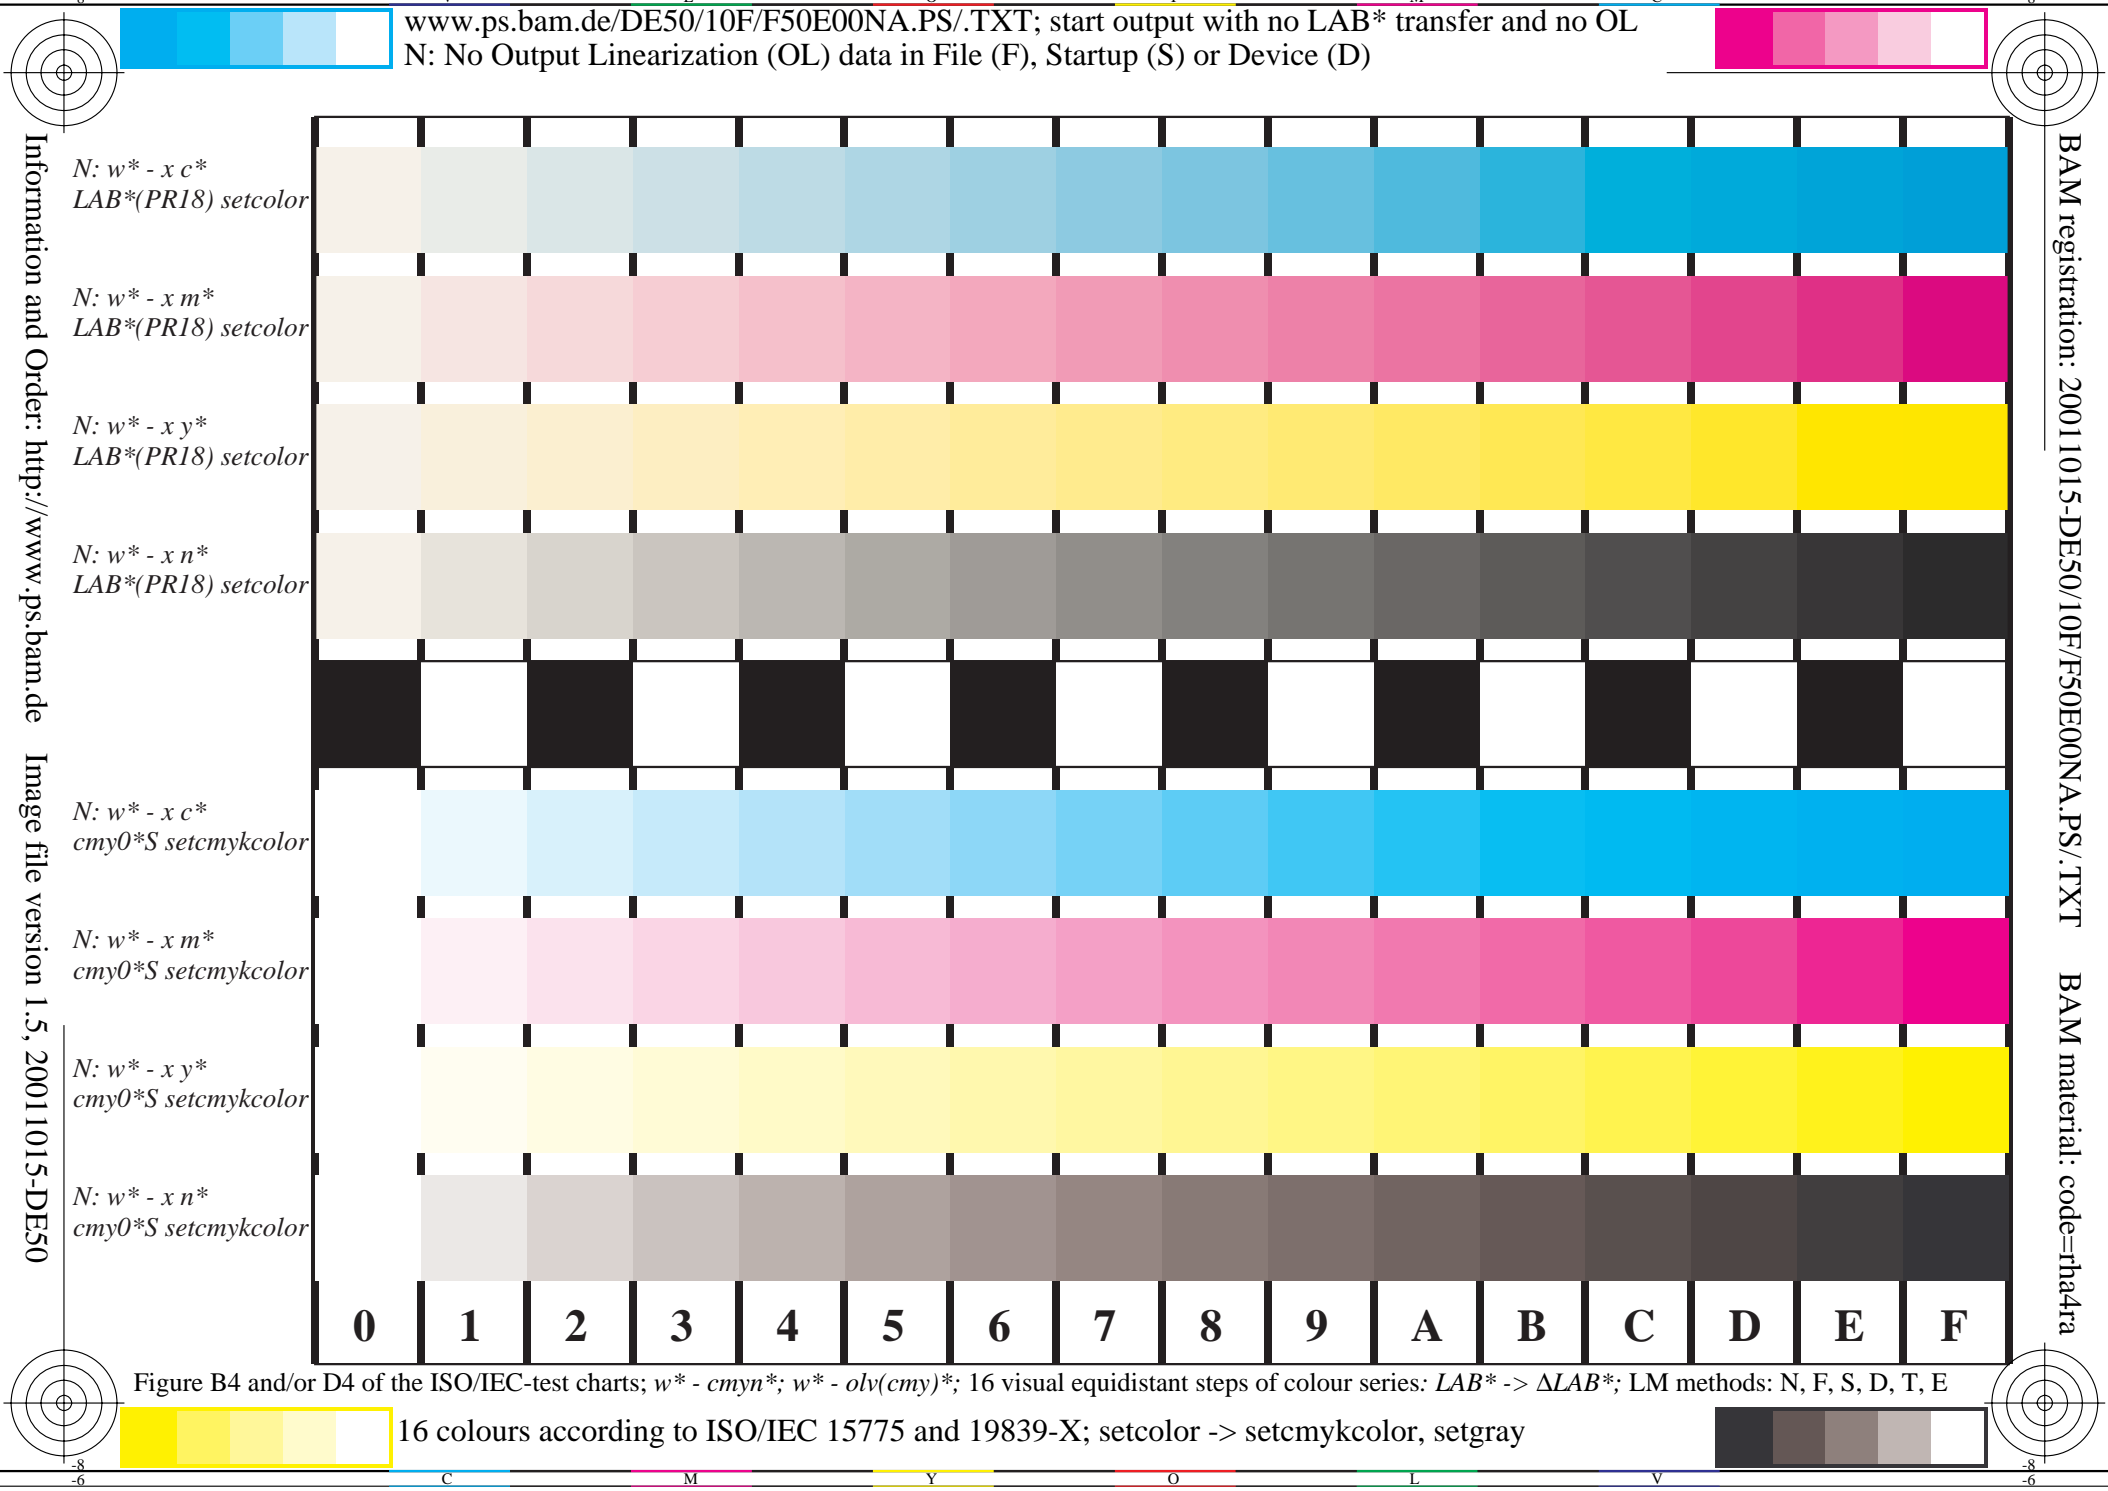 www.ps.bam.de/DE50/10F/F50E00NA.PS/.TXT; start output with no LAB* transfer and no OL
N: No Output Linearization (OL) data in File (F), Startup (S) or Device (D)
Information and Order: http://www.ps.bam.de Image file version 1.5, 20011015-DE50
BAM registration: 20011015-DE50/10F/F50E00NA.PS/.TXT BAM material: code=rha4ra
N: w* - x c*
LAB*(PR18) setcolor
N: w* - x m*
LAB*(PR18) setcolor
N: w* - x y*
LAB*(PR18) setcolor
N: w* - x n*
LAB*(PR18) setcolor
N: w* - x c*
cmy0*S setcmykcolor
N: w* - x m*
cmy0*S setcmykcolor
N: w* - x y*
cmy0*S setcmykcolor
N: w* - x n*
cmy0*S setcmykcolor
0 1 2 3 4 5 6 7 8 9 A B C D E F
Figure B4 and/or D4 of the ISO/IEC-test charts; w* - cmyn*; w* - olv(cmy)*; 16 visual equidistant steps of colour series: LAB* -> ΔLAB*; LM methods: N, F, S, D, T, E
16 colours according to ISO/IEC 15775 and 19839-X; setcolor -> setcmykcolor, setgray
-8 -8
-6 C M Y O L V -6